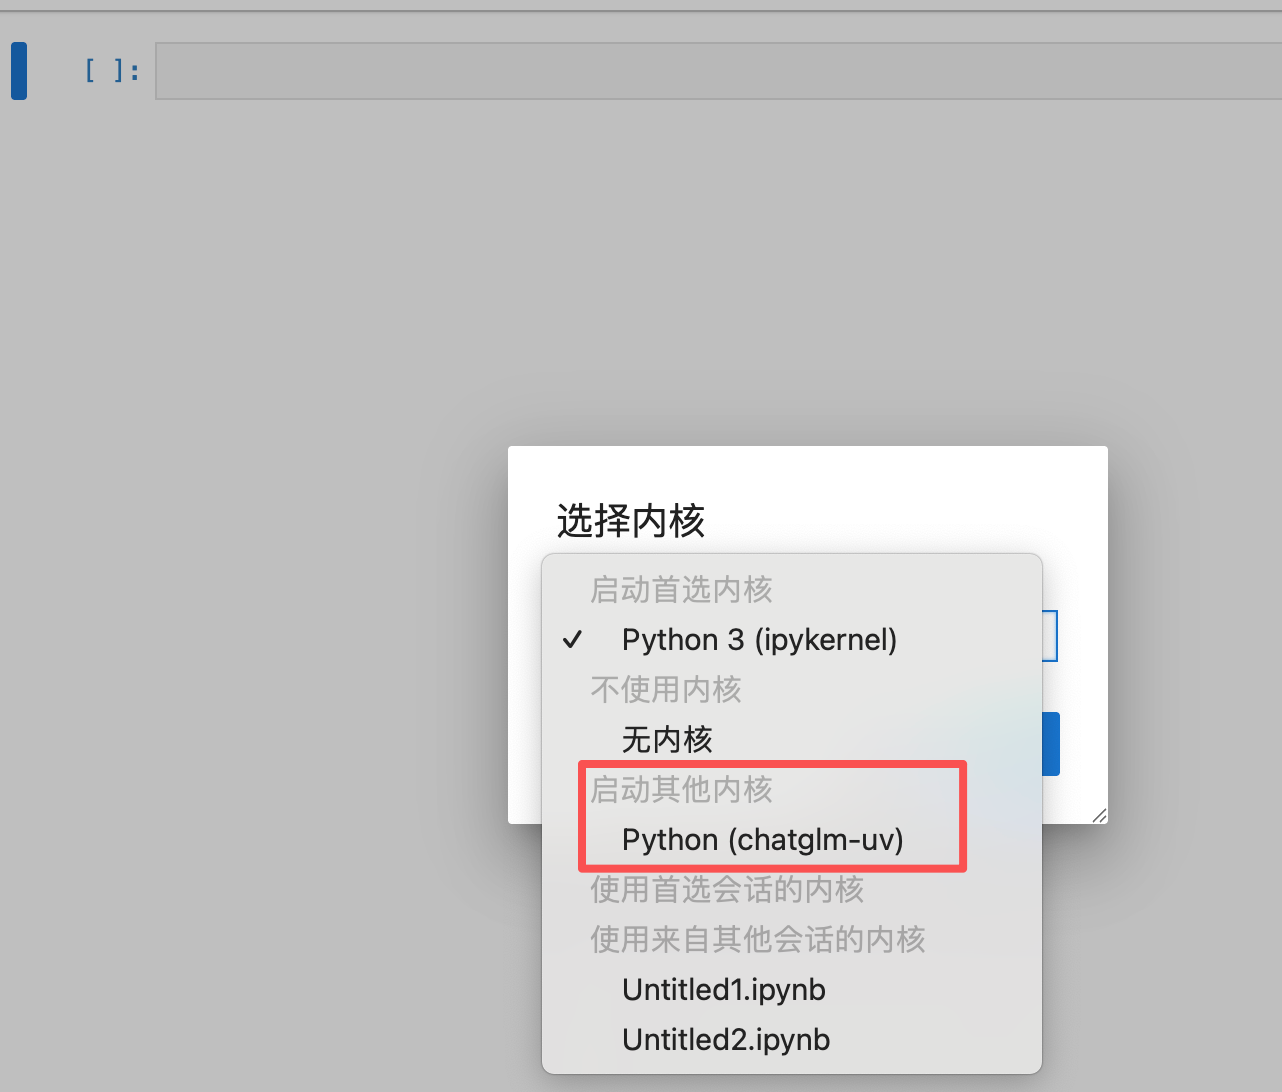 [ ]:
选择内核
启动首选内核
✓ Python 3 (ipykernel)
不使用内核
无内核
启动其他内核
Python (chatglm-uv)
使用首选会话的内核
使用来自其他会话的内核
Untitled1.ipynb
Untitled2.ipynb